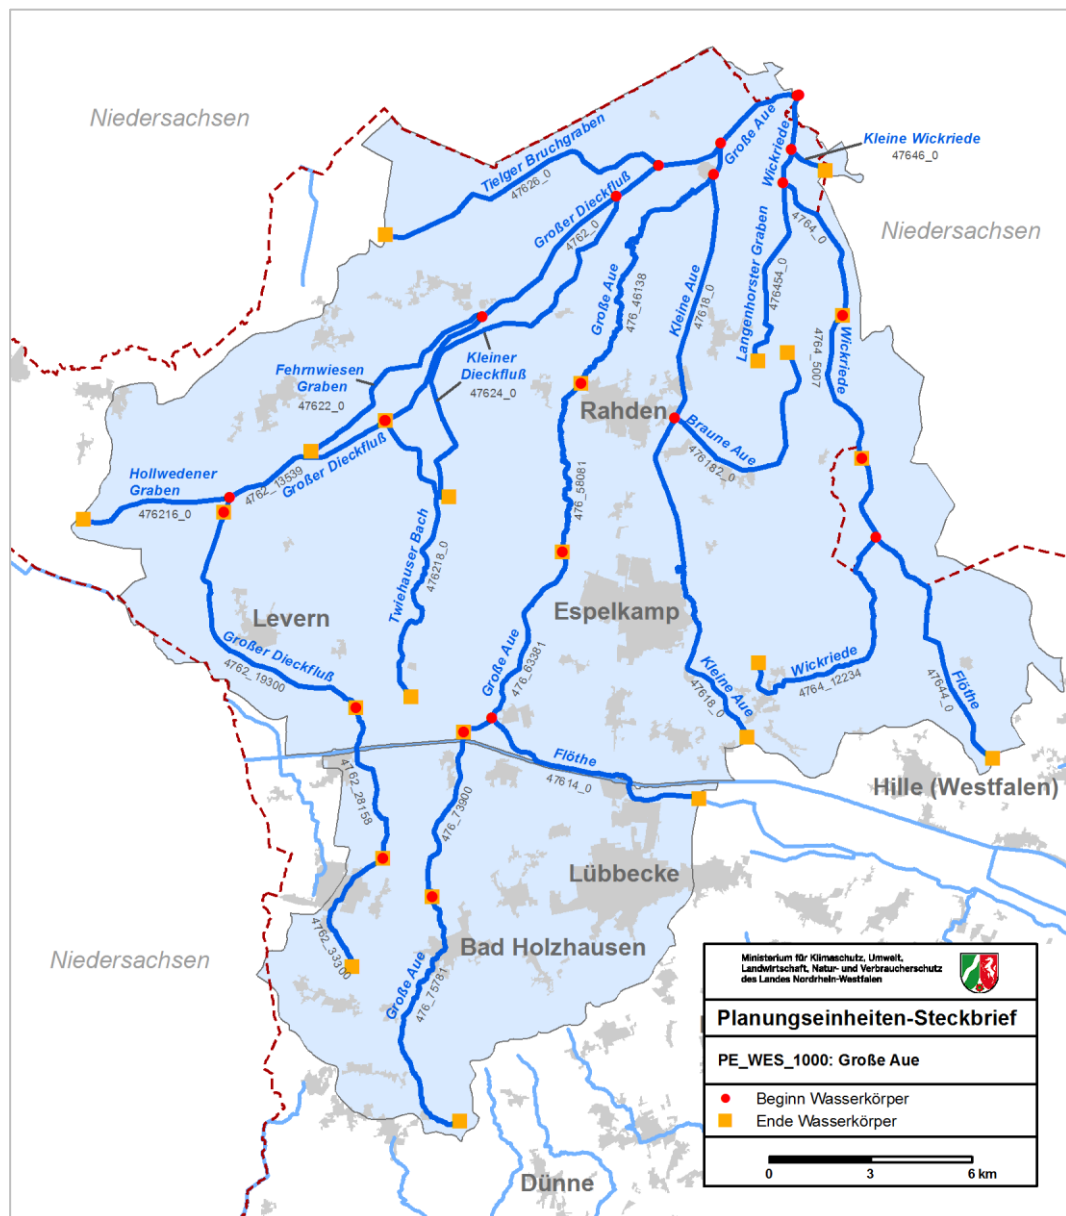 Niedersachsen
Kleine Wickriede
47646_0
Große Aue
Wickriede
Tielger Bruchgraben
47626_0
Großer Dieckfluß
4762_0
4764_0
Niedersachsen
Langenhorster Graben
476454_0
Große Aue
476_46138
Kleine Aue
47618_0
Wickriede
4764_5007
Kleiner
Dieckfluß
47624_0
Fehrnwiesen
Graben
47622_0
Rahden
Braune Aue
476182_0
Großer Dieckfluß
4762_13539
Hollwedener
Graben
476216_0
476_58081
Twiehauser Bach
476218_0
Levern
Espelkamp
Großer Dieckfluß
4762_19300
Große Aue
476_63381
Kleine Aue
47618_0
Wickriede
4764_12234
Flöthe
47644_0
Flöthe
47614_0
Hille (Westfalen)
4762_28158
476_73900
Lübbecke
4762_33300
Bad Holzhausen
Niedersachsen
Große Aue
476_75781
Dünne
Ministerium für Klimaschutz, Umwelt,
Landwirtschaft, Natur- und Verbraucherschutz
des Landes Nordrhein-Westfalen
Planungseinheiten-Steckbrief
PE_WES_1000: Große Aue
Beginn Wasserkörper
Ende Wasserkörper
0 3 6 km